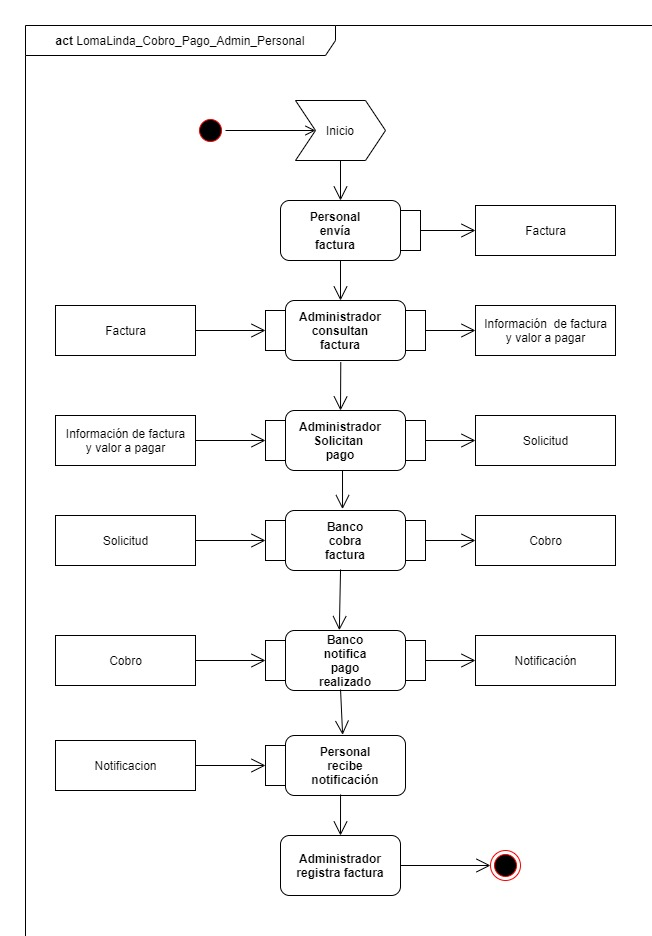 act LomaLinda_Cobro_Pago_Admin_Personal
Inicio
Personal
envía
factura
Factura
Factura
Administrador
consultan
factura
Información de factura
y valor a pagar
Información de factura
y valor a pagar
Administrador
Solicitan
pago
Solicitud
Solicitud
Banco
cobra
factura
Cobro
Cobro
Banco
notifica
pago
realizado
Notificación
Notificacion
Personal
recibe
notificación
Administrador
registra factura